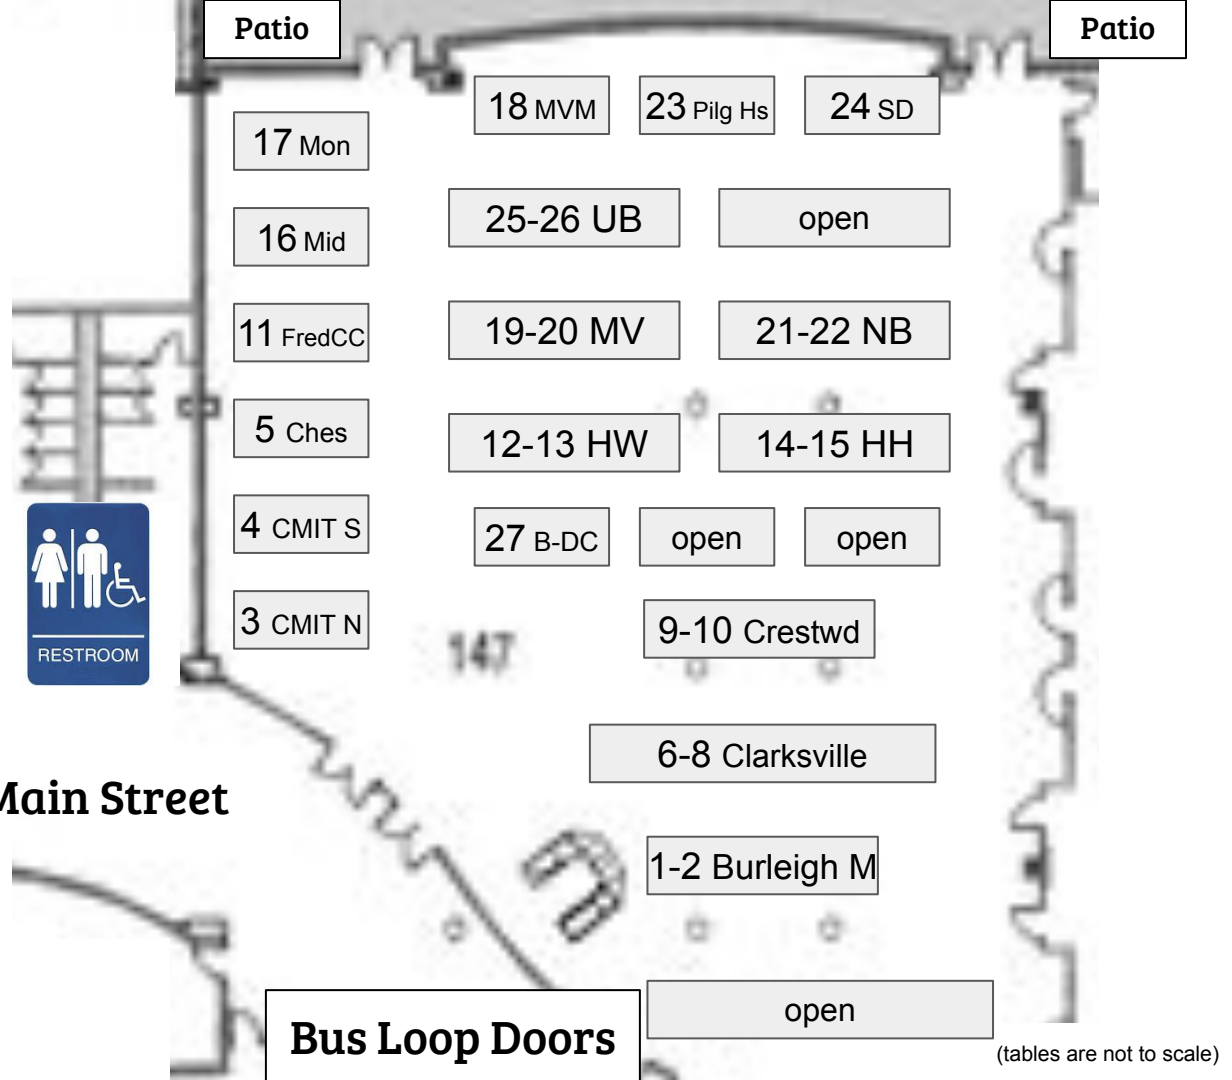 Patio
Patio
18 MVM
23 Pilg Hs
24 SD
17 Mon
25-26 UB
open
16 Mid
11 FredCC
19-20 MV
21-22 NB
5 Ches
12-13 HW
14-15 HH
4 CMIT S
27 B-DC
open
open
3 CMIT N
9-10 Crestwd
147
RESTROOM
6-8 Clarksville
Main Street
1-2 Burleigh M
open
Bus Loop Doors
(tables are not to scale)